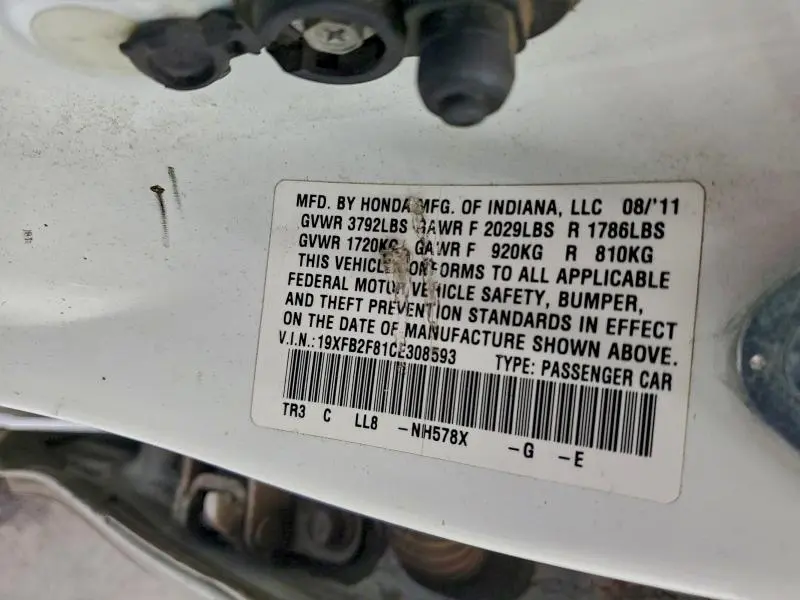 MFD. BY HONDA MFG. OF INDIANA, LLC 08/'11
GVWR 3792LBS GAWR F 2029LBS R 1786LBS
GVWR 1720KG GAWR F 920KG R 810KG
THIS VEHICLE CONFORMS TO ALL APPLICABLE
FEDERAL MOTOR VEHICLE SAFETY, BUMPER,
AND THEFT PREVENTION STANDARDS IN EFFECT
ON THE DATE OF MANUFACTURE SHOWN ABOVE.
V.I.N.:19XFB2F81CE308593 TYPE: PASSENGER CAR
TR3 C LL8 -NH578X -G -E